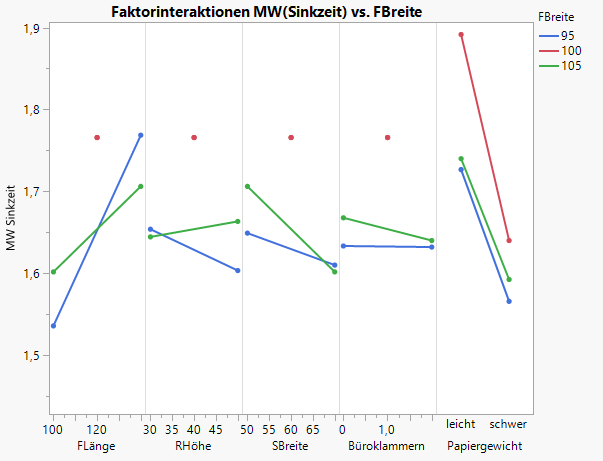 Faktorinteraktionen MW(Sinkzeit) vs. FBreite
FBreite
95
100
105
MW Sinkzeit
1,9
1,8
1,7
1,6
1,5
100 120 30 35 40 45 50 55 60 65 0 1,0 leicht schwer
FLänge RHöhe SBreite Büroklammern Papiergewicht